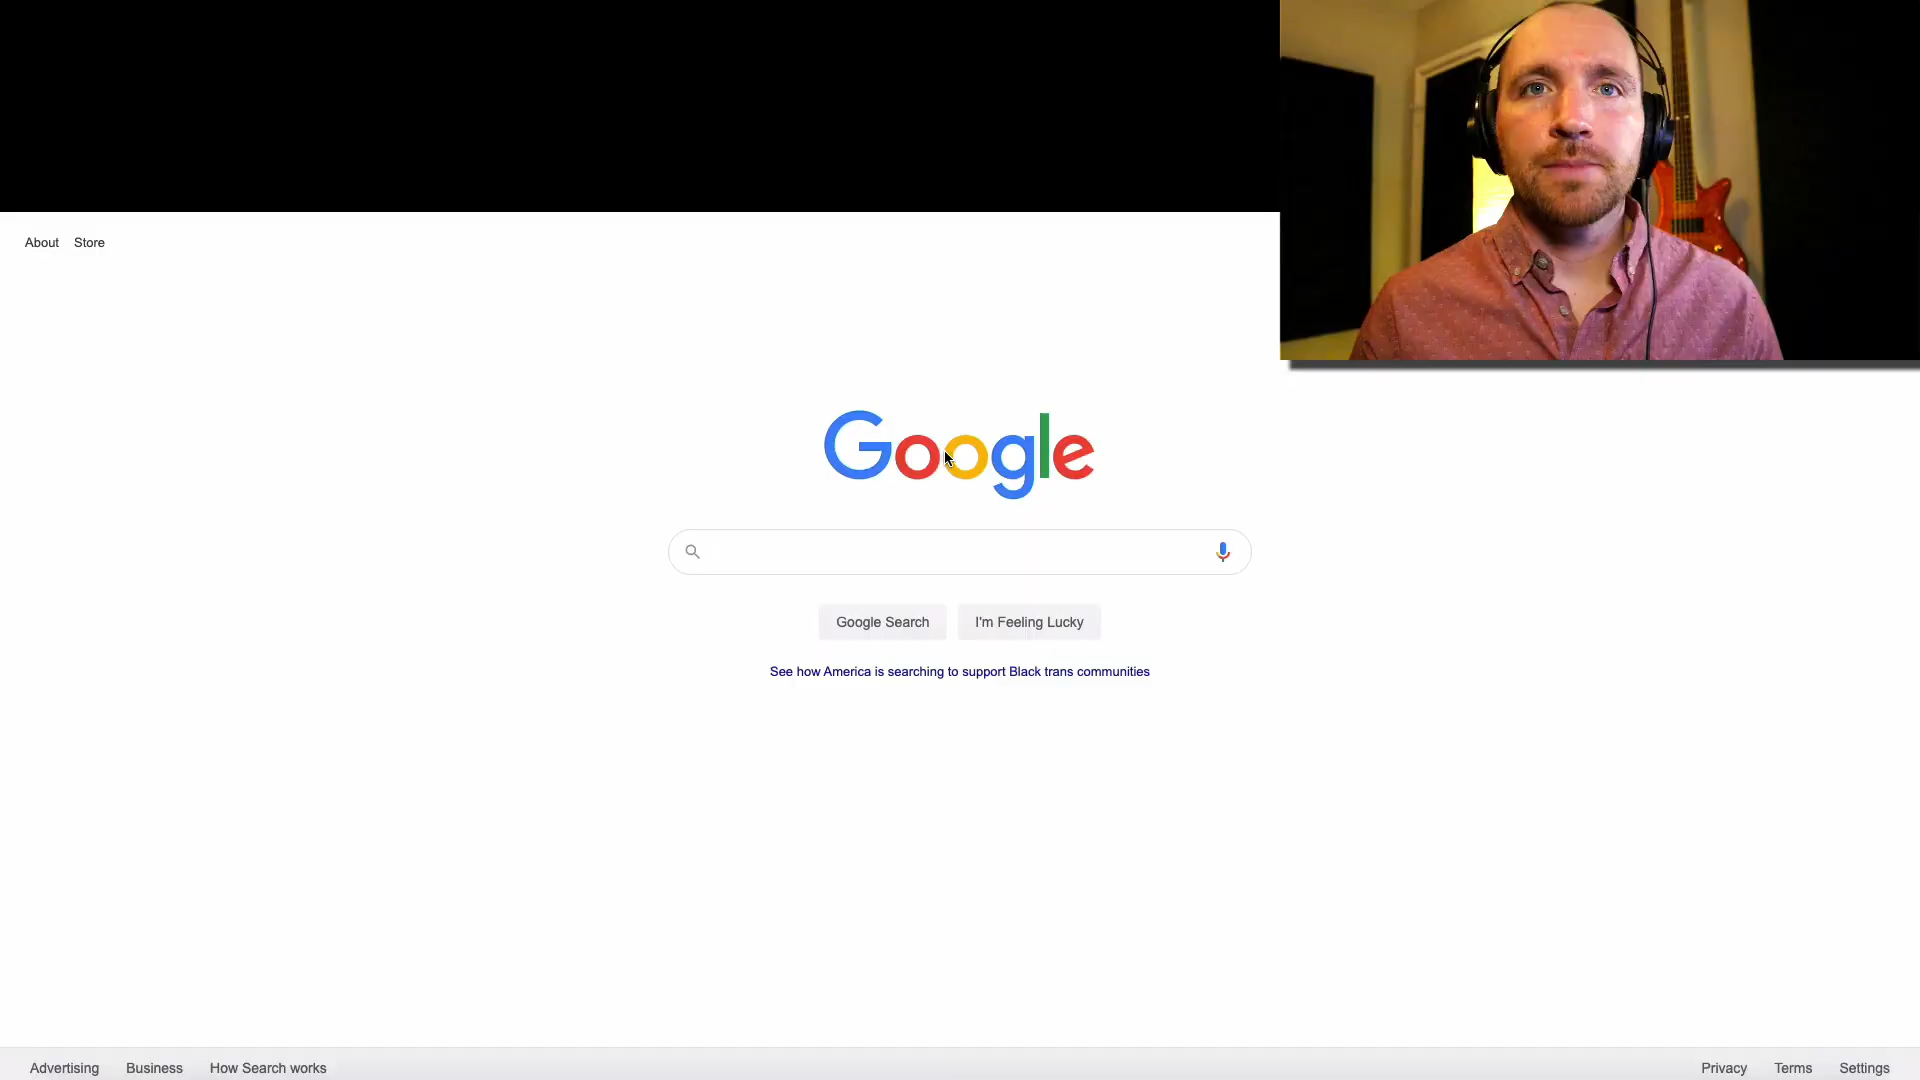 About Store
Google
Google Search I'm Feeling Lucky
See how America is searching to support Black trans communities
Advertising Business How Search works Privacy Terms Settings